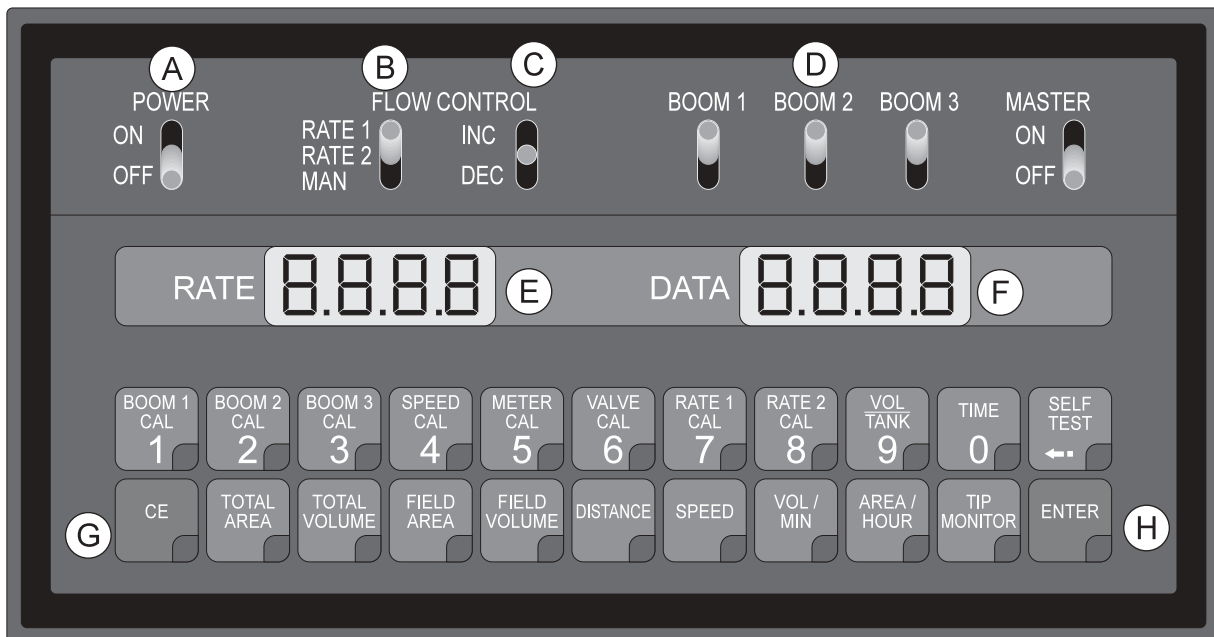 A
B
C
D
POWER
FLOW CONTROL
BOOM 1
BOOM 2
BOOM 3
MASTER
ON
OFF
RATE 1
RATE 2
MAN
INC
DEC
ON
OFF
RATE
8.8.8.8
E
DATA
8.8.8.8
F
BOOM 1
CAL
1
BOOM 2
CAL
2
BOOM 3
CAL
3
SPEED
CAL
4
METER
CAL
5
VALVE
CAL
6
RATE 1
CAL
7
RATE 2
CAL
8
VOL
TANK
9
TIME
0
SELF
TEST
G
CE
TOTAL
AREA
TOTAL
VOLUME
FIELD
AREA
FIELD
VOLUME
DISTANCE
SPEED
VOL /
MIN
AREA /
HOUR
TIP
MONITOR
ENTER
H